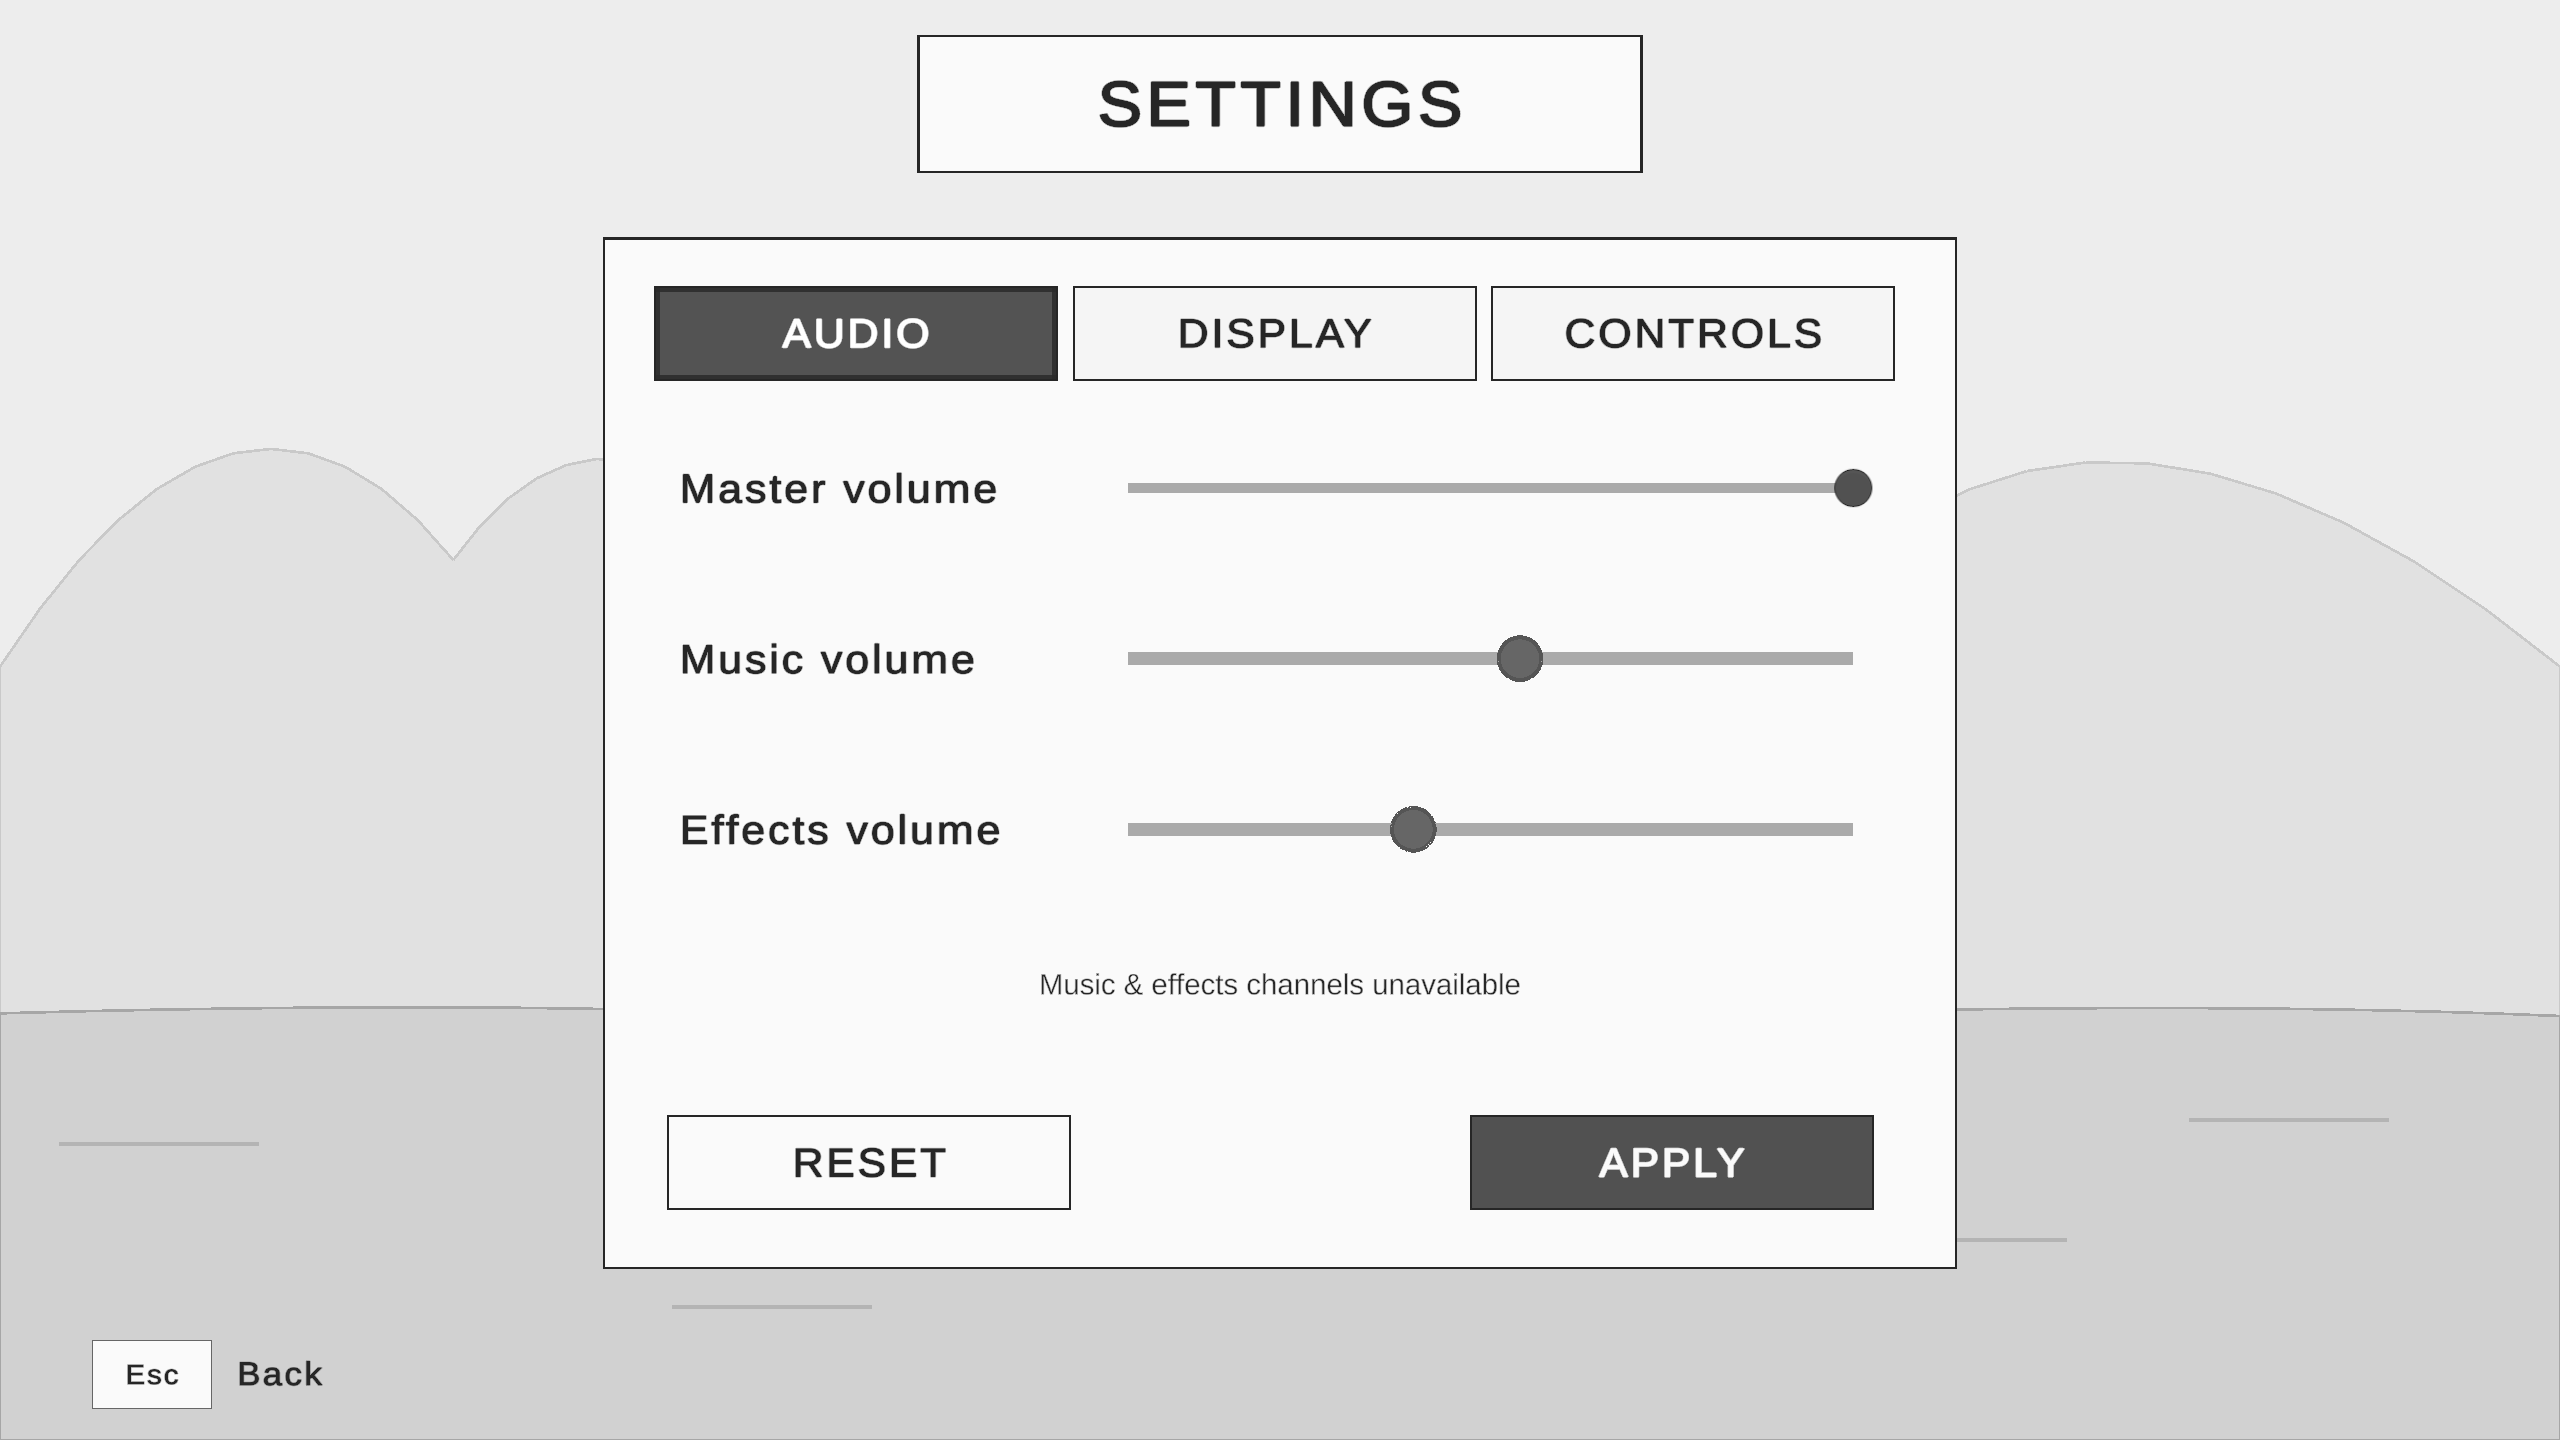 SETTINGS
AUDIO
DISPLAY
CONTROLS
Master volume
Music volume
Effects volume
Music & effects channels unavailable
RESET
APPLY
Esc
Back